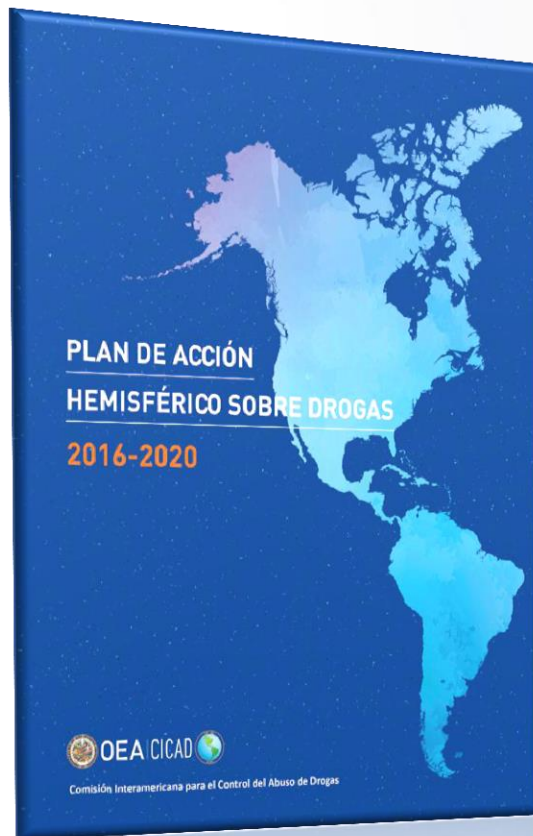 PLAN DE ACCIÓN
HEMISFÉRICO SOBRE DROGAS
2016-2020
OEA|CICAD
Comisión Interamericana para el Control del Abuso de Drogas